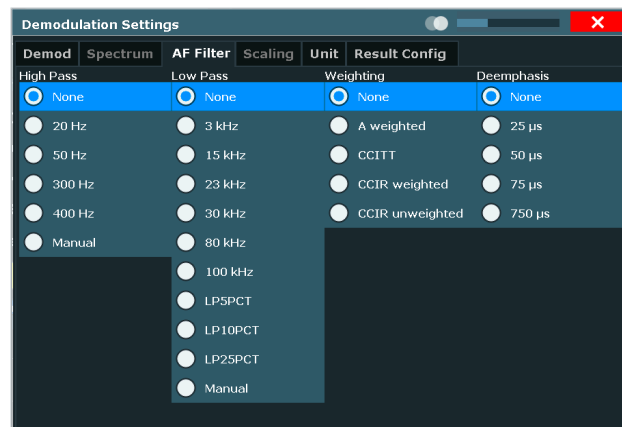 Demodulation Settings
Demod Spectrum AF Filter Scaling Unit Result Config
High Pass Low Pass Weighting Deemphasis
None None None None
20 Hz 3 kHz A weighted 25 µs
50 Hz 15 kHz CCITT 50 µs
300 Hz 23 kHz CCIR weighted 75 µs
400 Hz 30 kHz CCIR unweighted 750 µs
Manual 80 kHz
100 kHz
LP5PCT
LP10PCT
LP25PCT
Manual